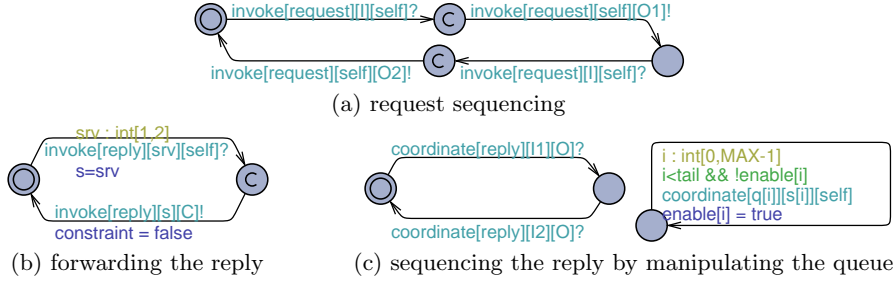 invoke[request][I][self]?
invoke[request][self][O1]!
C
C
invoke[request][self][O2]!
invoke[request][I][self]?
(a) request sequencing
srv : int[1,2]
invoke[reply][srv][self]?
s=srv
C
invoke[reply][s][C]!
constraint = false
(b) forwarding the reply
coordinate[reply][I1][O]?
coordinate[reply][I2][O]?
i : int[0,MAX-1]
i<tail && !enable[i]
coordinate[q[i]][s[i]][self]
enable[i] = true
(c) sequencing the reply by manipulating the queue